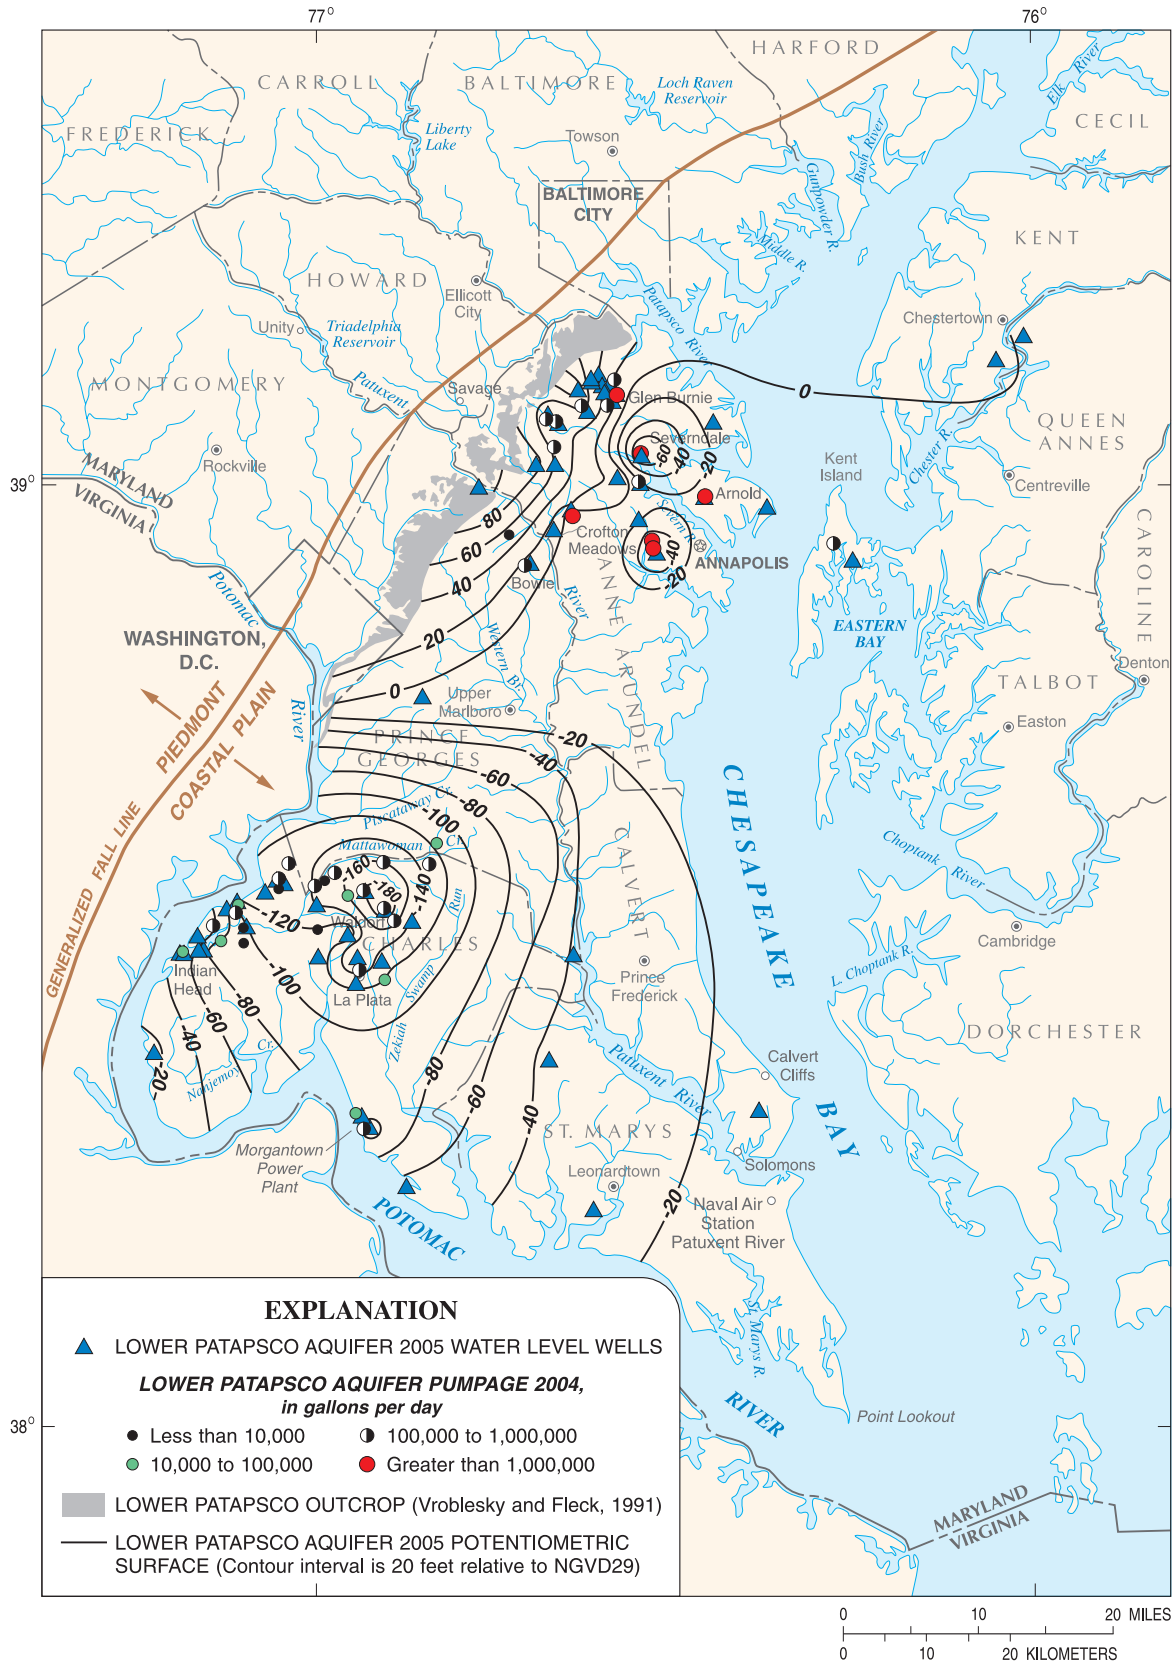 77°
76°
HARFORD
CARROLL
BALTIMORE
Loch Raven
Reservoir
Elk River
CECIL
FREDERICK
Liberty
Lake
Towson
Bush River
Gunpowder R.
BALTIMORE
CITY
Middle R.
KENT
HOWARD
Ellicott
City
Patapsco River
Chestertown
Unity
Triadelphia
Reservoir
MONTGOMERY
Patuxent
Savage
0
Glen Burnie
QUEEN
ANNES
Severndale
-60
-40
-20
Chester R.
Kent
Island
Rockville
MARYLAND
VIRGINIA
39°
Centreville
Arnold
80
Severn R.
Crofton
Meadows
60
-40
ANNAPOLIS
40
-20
Bowie
River
CAROLINE
Potomac
ANNE ARUNDEL
WASHINGTON,
D.C.
20
Western Br.
EASTERN
BAY
Denton
0
Upper
Marlboro
TALBOT
River
PIEDMONT
COASTAL PLAIN
Easton
-20
PRINCE
GEORGES
-40
-60
CHESAPEAKE
BAY
-80
Piscataway Cr.
-100
GENERALIZED FALL LINE
Mattawoman
Cr.
CALVERT
Choptank
River
-160
-180
-140
Run
-120
Waldorf
CHARLES
Cambridge
Indian
Head
-100
La Plata
Swamp
Zekiah
Prince
Frederick
L. Choptank R.
-80
-60
-40
-20
DORCHESTER
Nanjemoy
Cr.
-80
-60
-40
Patuxent River
Calvert
Cliffs
ST. MARYS
Morgantown
Power
Plant
Solomons
Leonardtown
-20
Naval Air
Station
Patuxent River
POTOMAC
St. Marys R.
EXPLANATION
LOWER PATAPSCO AQUIFER 2005 WATER LEVEL WELLS
LOWER PATAPSCO AQUIFER PUMPAGE 2004,
in gallons per day
Less than 10,000
100,000 to 1,000,000
10,000 to 100,000
Greater than 1,000,000
LOWER PATAPSCO OUTCROP (Vroblesky and Fleck, 1991)
LOWER PATAPSCO AQUIFER 2005 POTENTIOMETRIC
SURFACE (Contour interval is 20 feet relative to NGVD29)
38°
RIVER
Point Lookout
MARYLAND
VIRGINIA
0 10 20 MILES
0 10 20 KILOMETERS